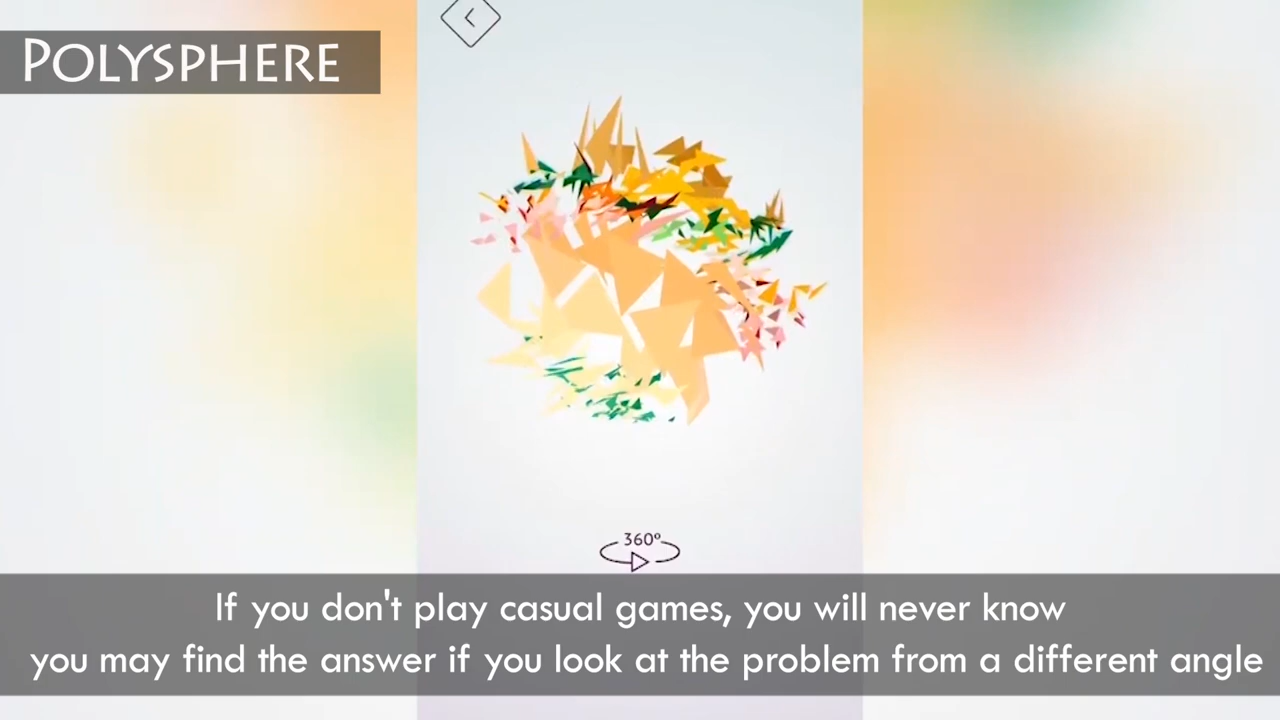 POLYSPHERE
360°
If you don't play casual games, you will never know
you may find the answer if you look at the problem from a different angle